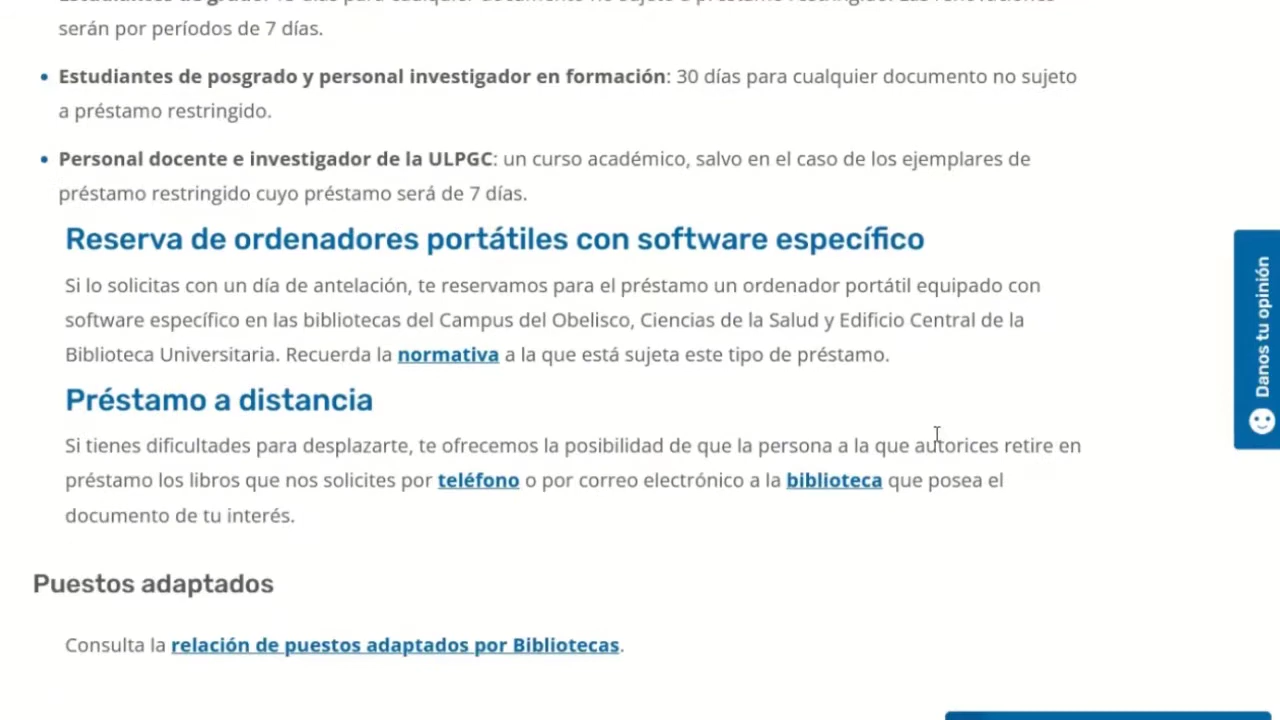 serán por períodos de 7 días.
Estudiantes de posgrado y personal investigador en formación: 30 días para cualquier documento no sujeto
a préstamo restringido.
Personal docente e investigador de la ULPGC: un curso académico, salvo en el caso de los ejemplares de
préstamo restringido cuyo préstamo será de 7 días.
Reserva de ordenadores portátiles con software específico
Si lo solicitas con un día de antelación, te reservamos para el préstamo un ordenador portátil equipado con
software específico en las bibliotecas del Campus del Obelisco, Ciencias de la Salud y Edificio Central de la
Biblioteca Universitaria. Recuerda la normativa a la que está sujeta este tipo de préstamo.
Préstamo a distancia
Si tienes dificultades para desplazarte, te ofrecemos la posibilidad de que la persona a la que autorices retire en
préstamo los libros que nos solicites por teléfono o por correo electrónico a la biblioteca que posea el
documento de tu interés.
Puestos adaptados
Consulta la relación de puestos adaptados por Bibliotecas.
Danos tu opinión